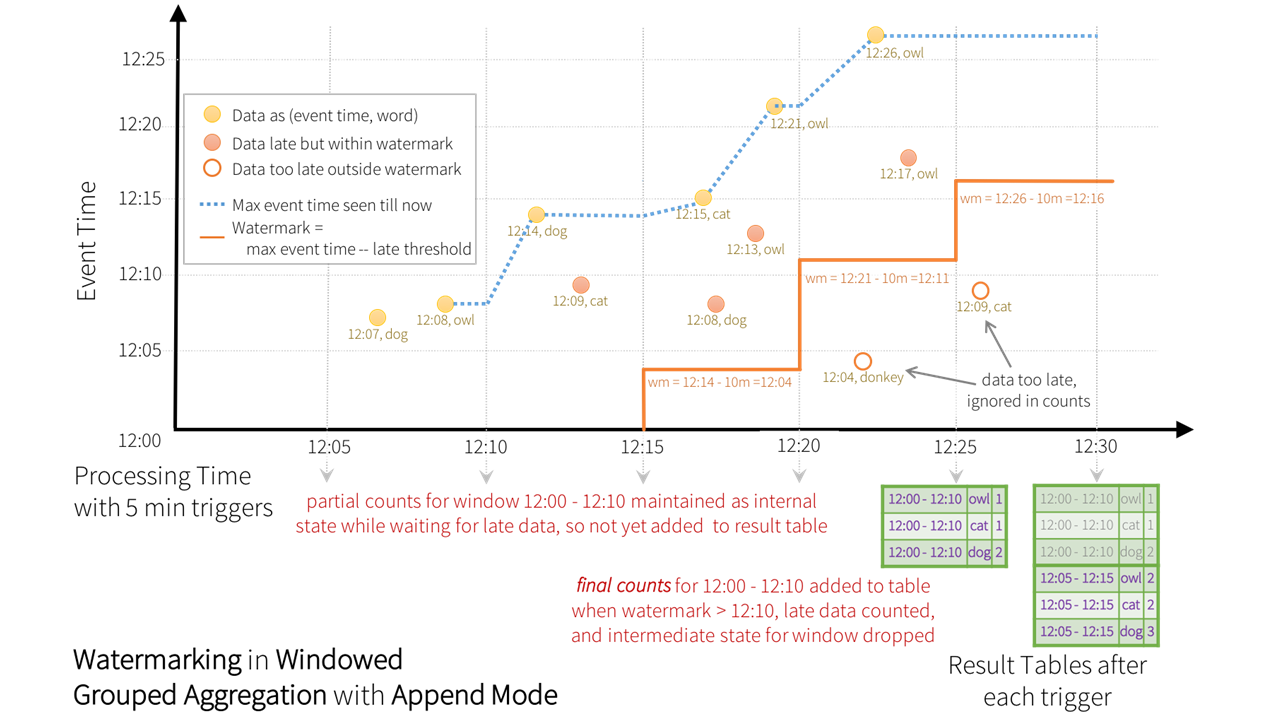 12:25
12:20
12:15
12:10
12:05
12:00
Event Time
Data as (event time, word)
Data late but within watermark
Data too late outside watermark
Max event time seen till now
Watermark =
max event time -- late threshold
12:07, dog
12:08, owl
12:14, dog
12:09, cat
12:15, cat
12:08, dog
12:13, owl
12:21, owl
12:26, owl
12:17, owl
12:04, donkey
12:09, cat
wm = 12:14 - 10m =12:04
wm = 12:21 - 10m =12:11
wm = 12:26 - 10m =12:16
data too late,
ignored in counts
12:05
12:10
12:15
12:20
12:25
12:30
Processing Time
with 5 min triggers
partial counts for window 12:00 - 12:10 maintained as internal
state while waiting for late data, so not yet added to result table
final counts for 12:00 - 12:10 added to table
when watermark > 12:10, late data counted,
and intermediate state for window dropped
12:00 - 12:10 owl 1
12:00 - 12:10 cat 1
12:00 - 12:10 dog 2
12:00 - 12:10 owl 1
12:00 - 12:10 cat 1
12:00 - 12:10 dog 2
12:05 - 12:15 owl 2
12:05 - 12:15 cat 2
12:05 - 12:15 dog 3
Result Tables after
each trigger
Watermarking in Windowed
Grouped Aggregation with Append Mode